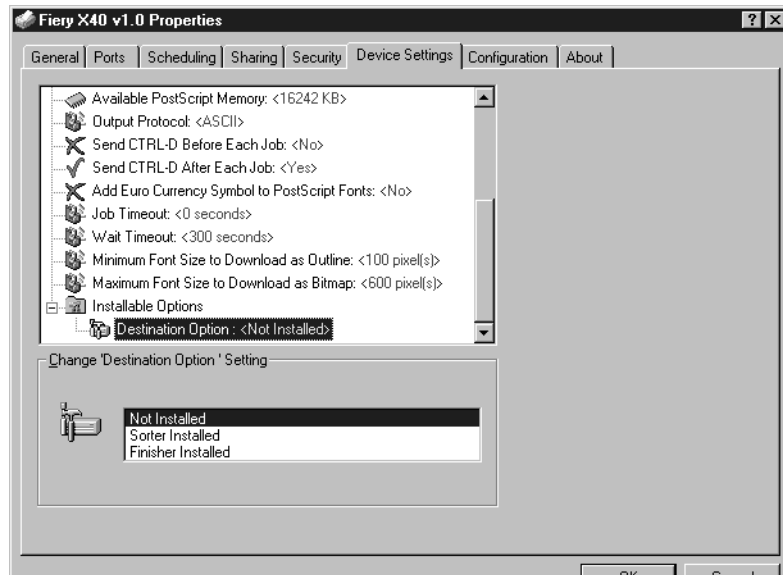 Fiery X40 v1.0 Properties
General Ports Scheduling Sharing Security Device Settings Configuration About
Available PostScript Memory: <16242 KB>
Output Protocol: <ASCII>
Send CTRL-D Before Each Job: <No>
Send CTRL-D After Each Job: <Yes>
Add Euro Currency Symbol to PostScript Fonts: <No>
Job Timeout: <0 seconds>
Wait Timeout: <300 seconds>
Minimum Font Size to Download as Outline: <100 pixel(s)>
Maximum Font Size to Download as Bitmap: <600 pixel(s)>
Installable Options
Destination Option : <Not Installed>
Change 'Destination Option ' Setting
Not Installed
Sorter Installed
Finisher Installed